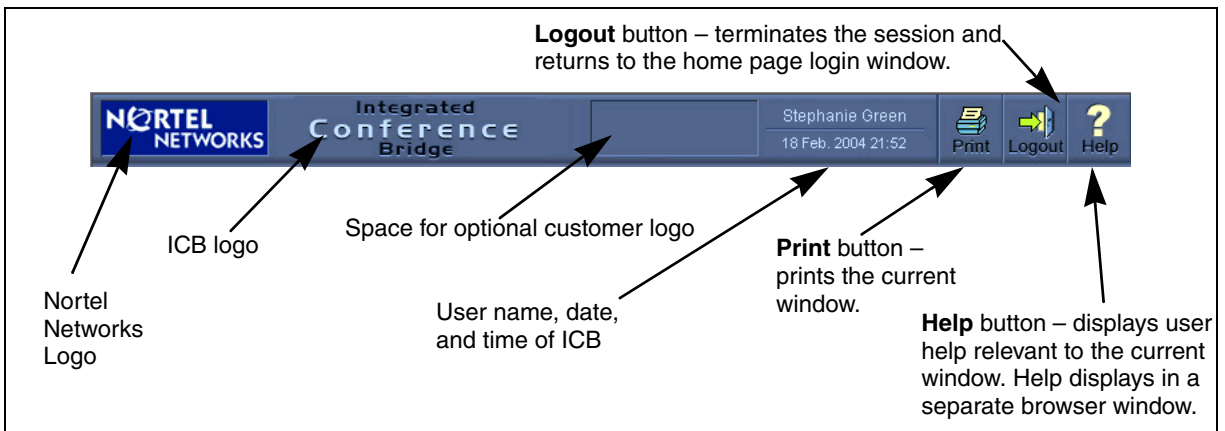 Logout button – terminates the session and
returns to the home page login window.
NORTEL
NETWORKS
Integrated
Conference
Bridge
Stephanie Green
18 Feb. 2004 21:52
Print
Logout
Help
ICB logo
Space for optional customer logo
Nortel
Networks
Logo
User name, date,
and time of ICB
Print button –
prints the current
window.
Help button – displays user
help relevant to the current
window. Help displays in a
separate browser window.